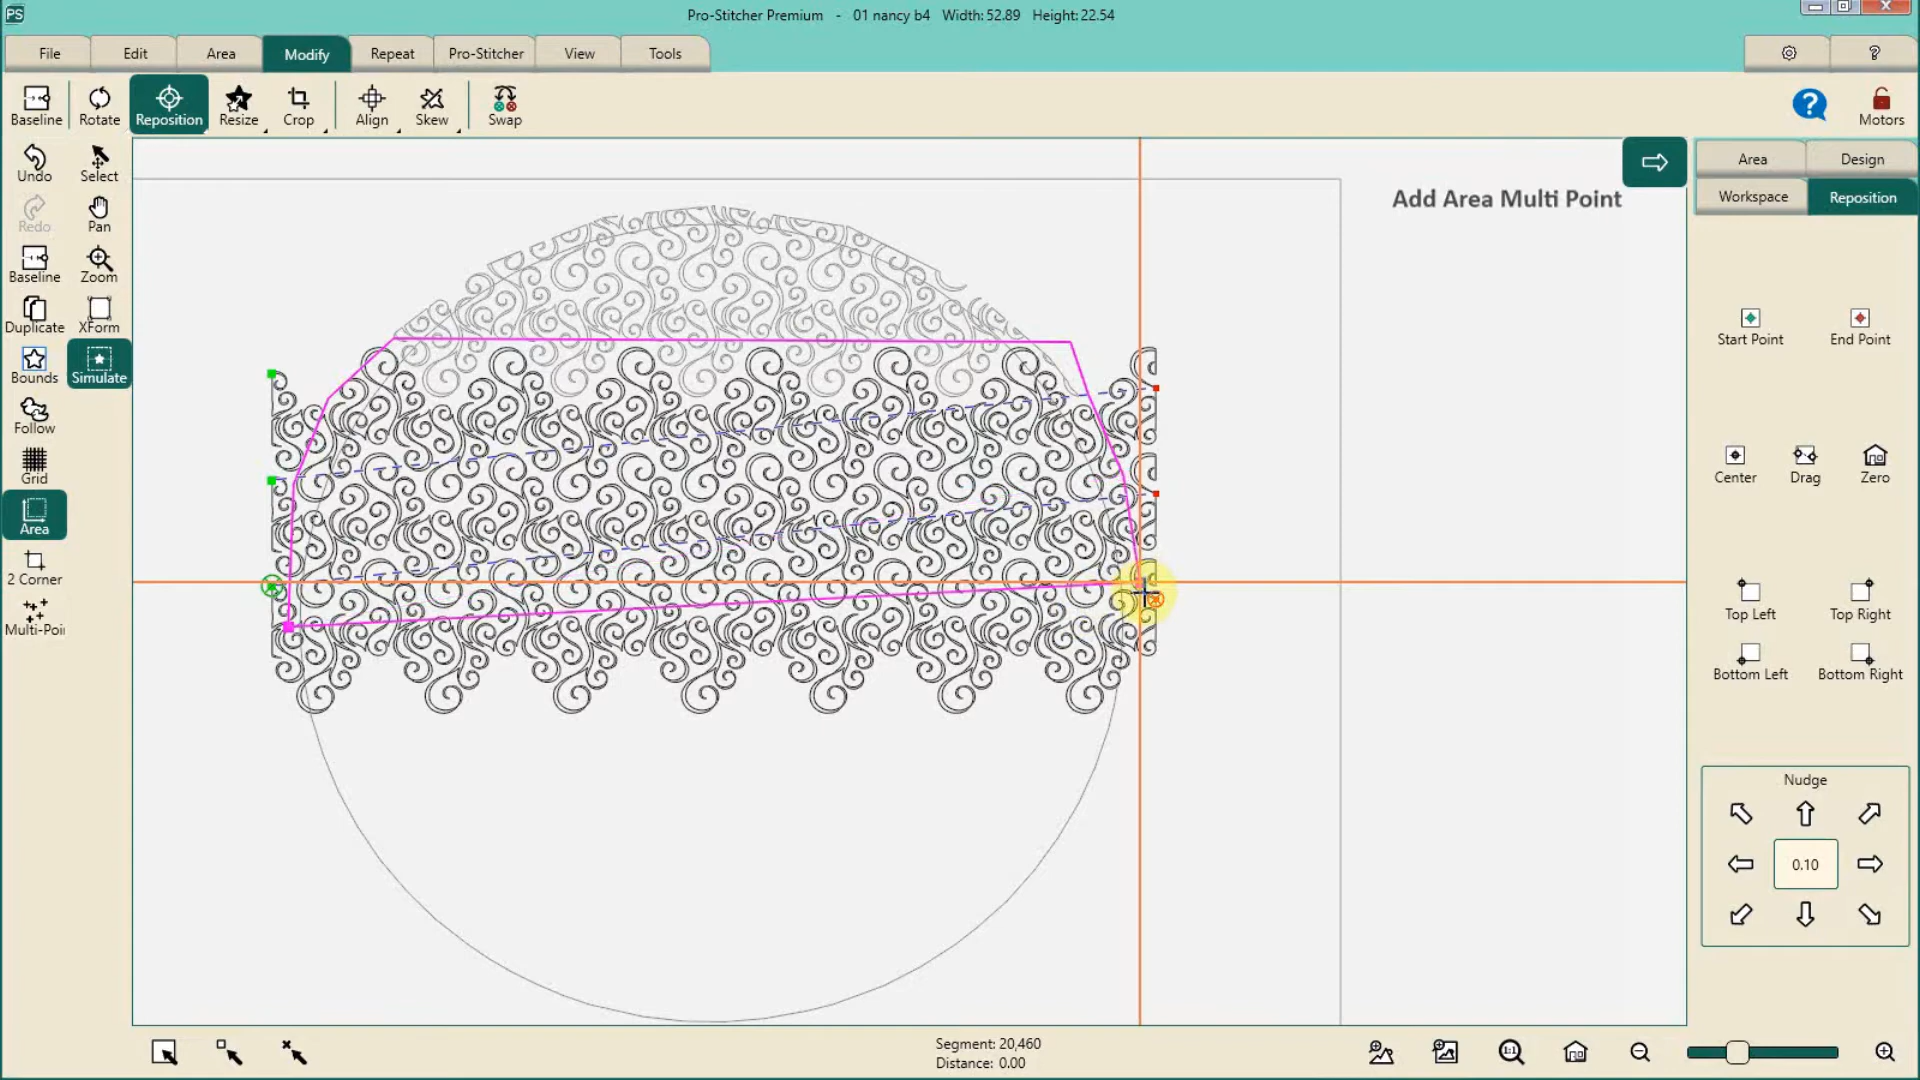 PS
Pro-Stitcher Premium - 01 nancy b4 Width:52.89 Height:22.54
File Edit Area Modify Repeat Pro-Stitcher View Tools ?
Baseline Rotate Reposition Resize Crop Align Skew Swap ? Motors
Undo Select
Redo Pan
Baseline Zoom
Duplicate XForm
Bounds Simulate
Follow
Grid
Area
2 Corner
Multi-Poi
Add Area Multi Point
Area Design
Workspace Reposition
Start Point End Point
Center Drag Zero
Top Left Top Right
Bottom Left Bottom Right
Nudge
0.10
Segment: 20,460
Distance: 0.00
1:1